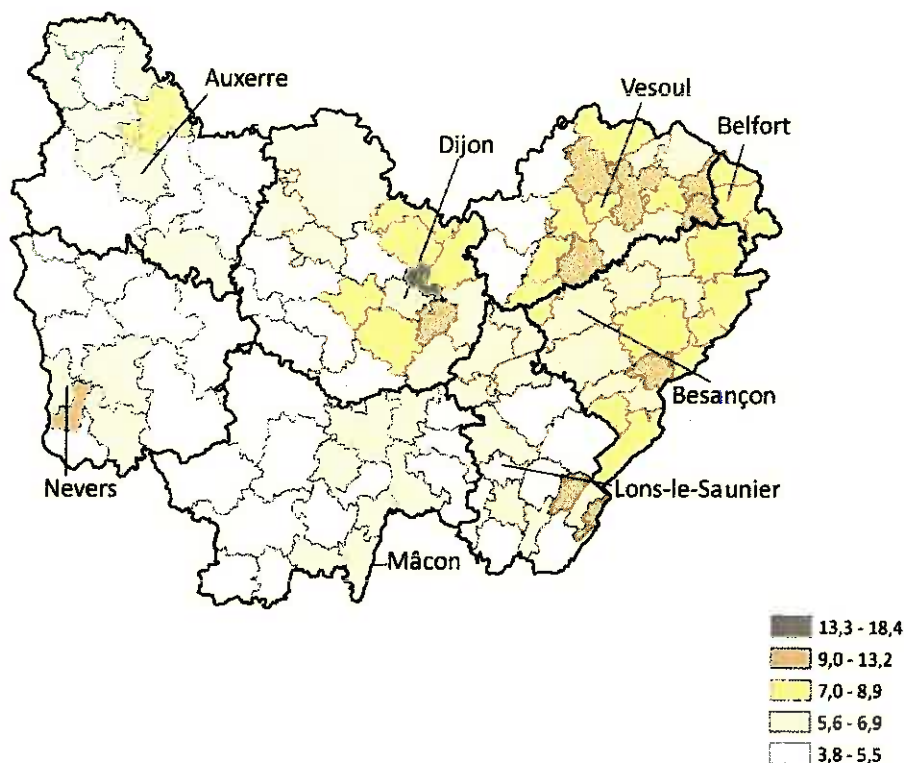 Auxerre
Vesoul
Belfort
Dijon
Besançon
Nevers
Lons-le-Saunier
Mâcon
13,3 - 18,4
9,0 - 13,2
7,0 - 8,9
5,6 - 6,9
3,8 - 5,5